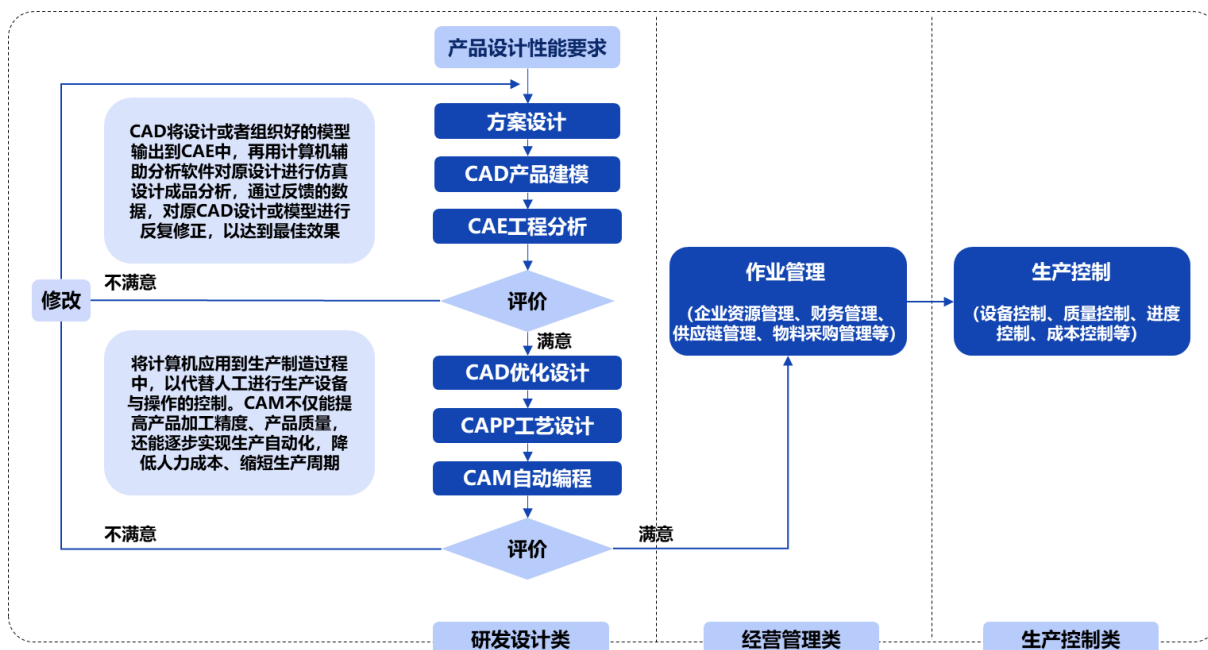 产品设计性能要求
方案设计
CAD产品建模
CAE工程分析
评价
不满意
修改
满意
CAD将设计或者组织好的模型
输出到CAE中，再用计算机辅
助分析软件对原设计进行仿真
设计成品分析，通过反馈的数
据，对原CAD设计或模型进行
反复修正，以达到最佳效果
CAD优化设计
CAPP工艺设计
CAM自动编程
评价
不满意
满意
将计算机应用到生产制造过程
中，以代替人工进行生产设备
与操作的控制。CAM不仅能提
高产品加工精度、产品质量，
还能逐步实现生产自动化，降
低人力成本、缩短生产周期
作业管理
（企业资源管理、财务管理、
供应链管理、物料采购管理等）
生产控制
（设备控制、质量控制、进度
控制、成本控制等）
研发设计类
经营管理类
生产控制类